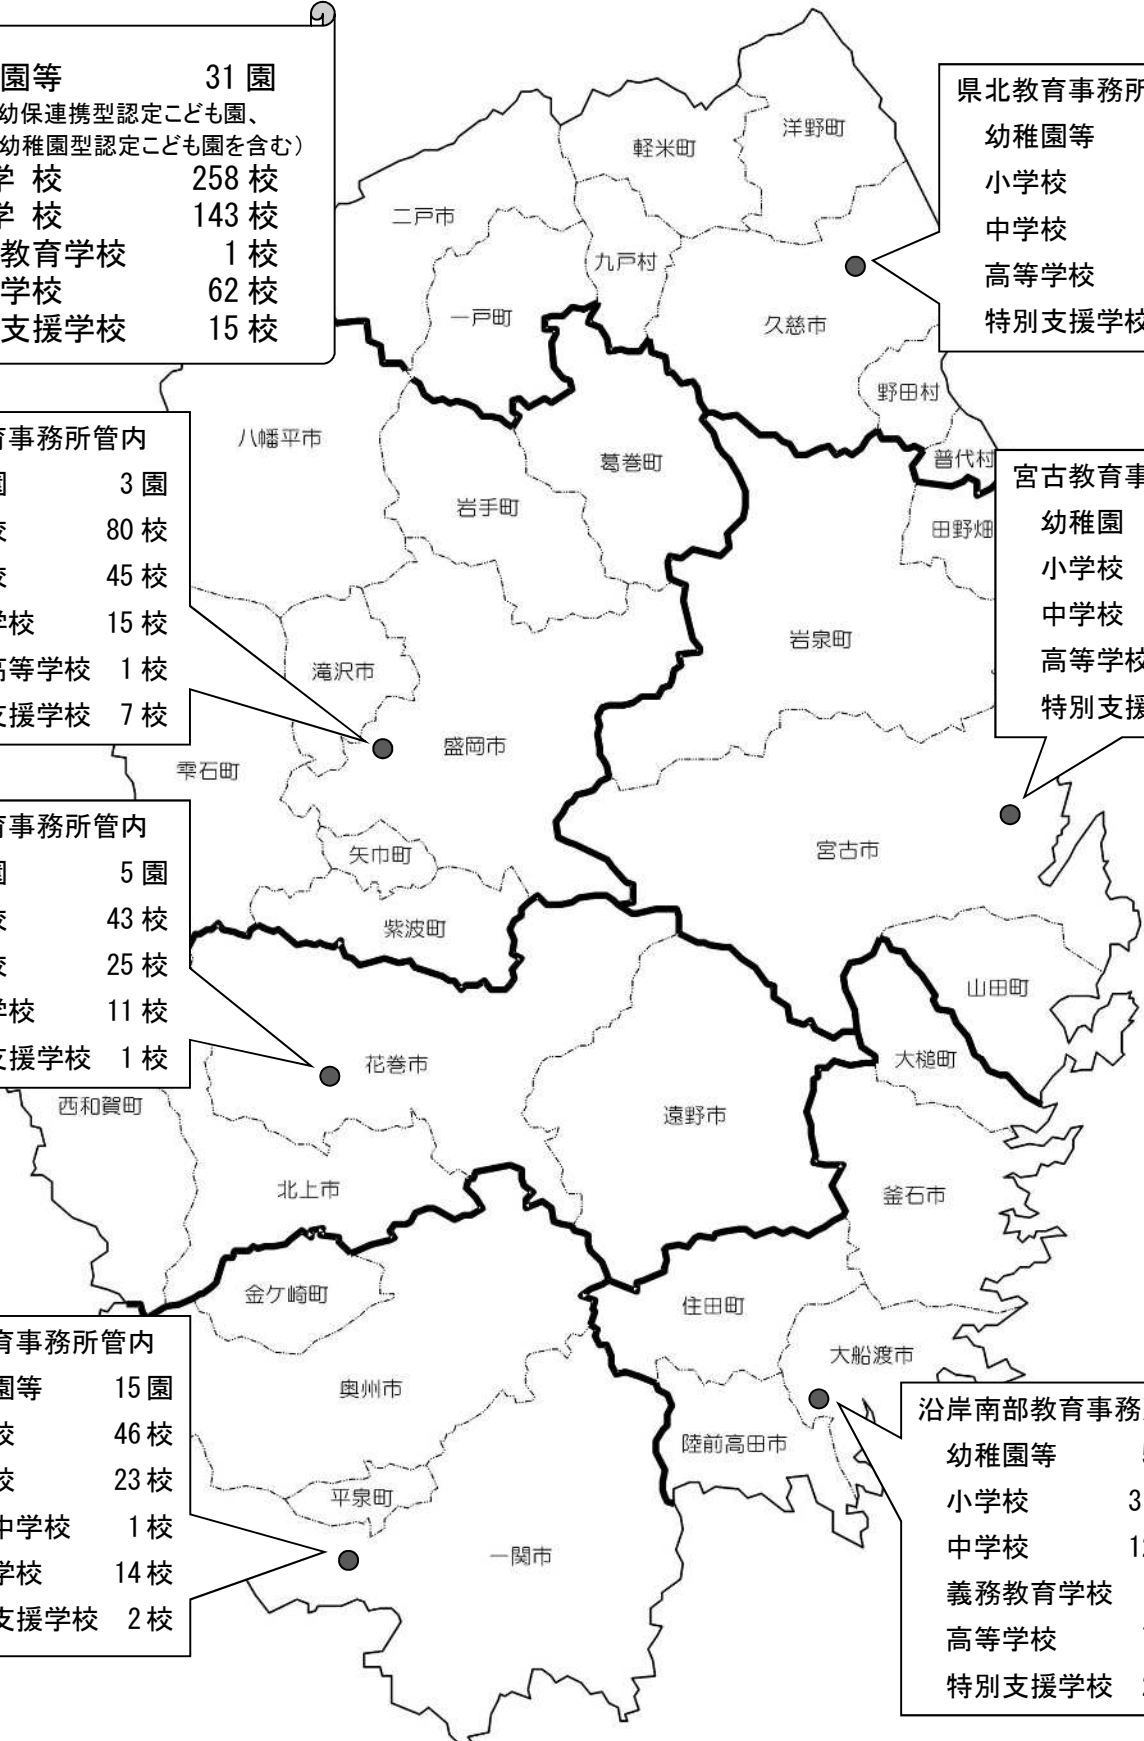 園等 31 園
幼保連携型認定こども園、
幼稚園型認定こども園を含む）
学 校 258 校
学 校 143 校
教育学校 1 校
学校 62 校
支援学校 15 校
県北教育事務所
幼稚園等
小学校
中学校
高等学校
特別支援学校
洋野町
軽米町
二戸市
九戸村
一戸町
久慈市
野田村
普代村
田野畑
八幡平市
葛巻町
岩手町
育事務所管内
園 3 園
校 80 校
校 45 校
学校 15 校
高等学校 1 校
支援学校 7 校
宮古教育事
幼稚園
小学校
中学校
高等学校
特別支援
岩泉町
滝沢市
盛岡市
雫石町
矢巾町
宮古市
紫波町
育事務所管内
園 5 園
校 43 校
校 25 校
学校 11 校
支援学校 1 校
山田町
大槌町
花巻市
西和賀町
遠野市
北上市
釜石市
金ケ崎町
住田町
大船渡市
奥州市
陸前高田市
平泉町
一関市
育事務所管内
園等 15 園
校 46 校
校 23 校
中学校 1 校
学校 14 校
支援学校 2 校
沿岸南部教育事務
幼稚園等
小学校 3
中学校 1
義務教育学校
高等学校
特別支援学校